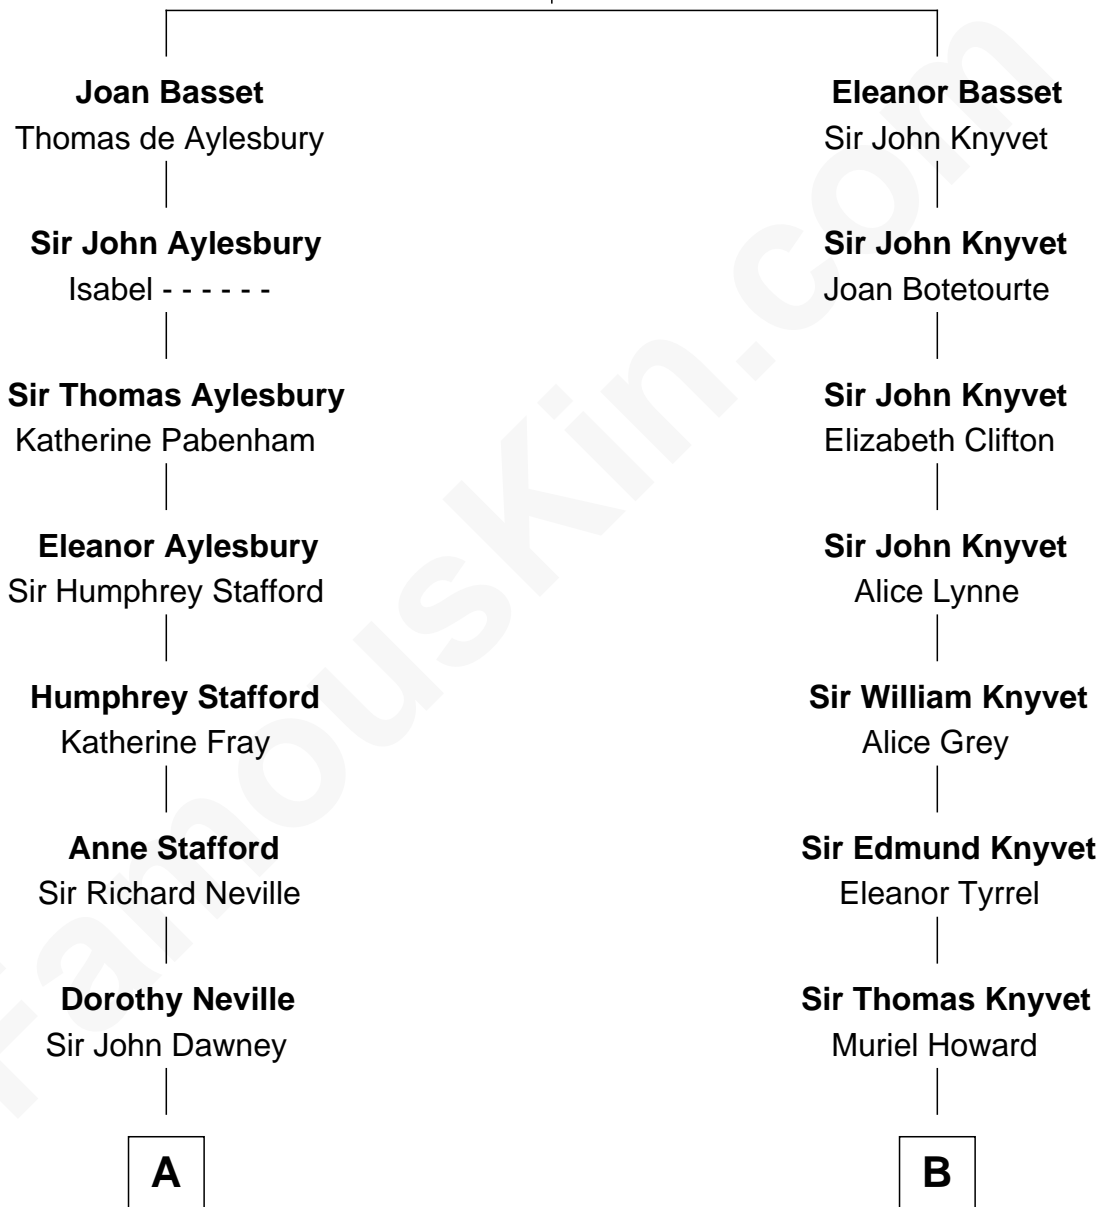 Joan Basset
Thomas de Aylesbury
Eleanor Basset
Sir John Knyvet
Sir John Aylesbury
Isabel - - - - - -
Sir John Knyvet
Joan Botetourte
Sir Thomas Aylesbury
Katherine Pabenham
Sir John Knyvet
Elizabeth Clifton
Eleanor Aylesbury
Sir Humphrey Stafford
Sir John Knyvet
Alice Lynne
Humphrey Stafford
Katherine Fray
Sir William Knyvet
Alice Grey
Anne Stafford
Sir Richard Neville
Sir Edmund Knyvet
Eleanor Tyrrel
Dorothy Neville
Sir John Dawney
Sir Thomas Knyvet
Muriel Howard
A
B
FamousKin.com